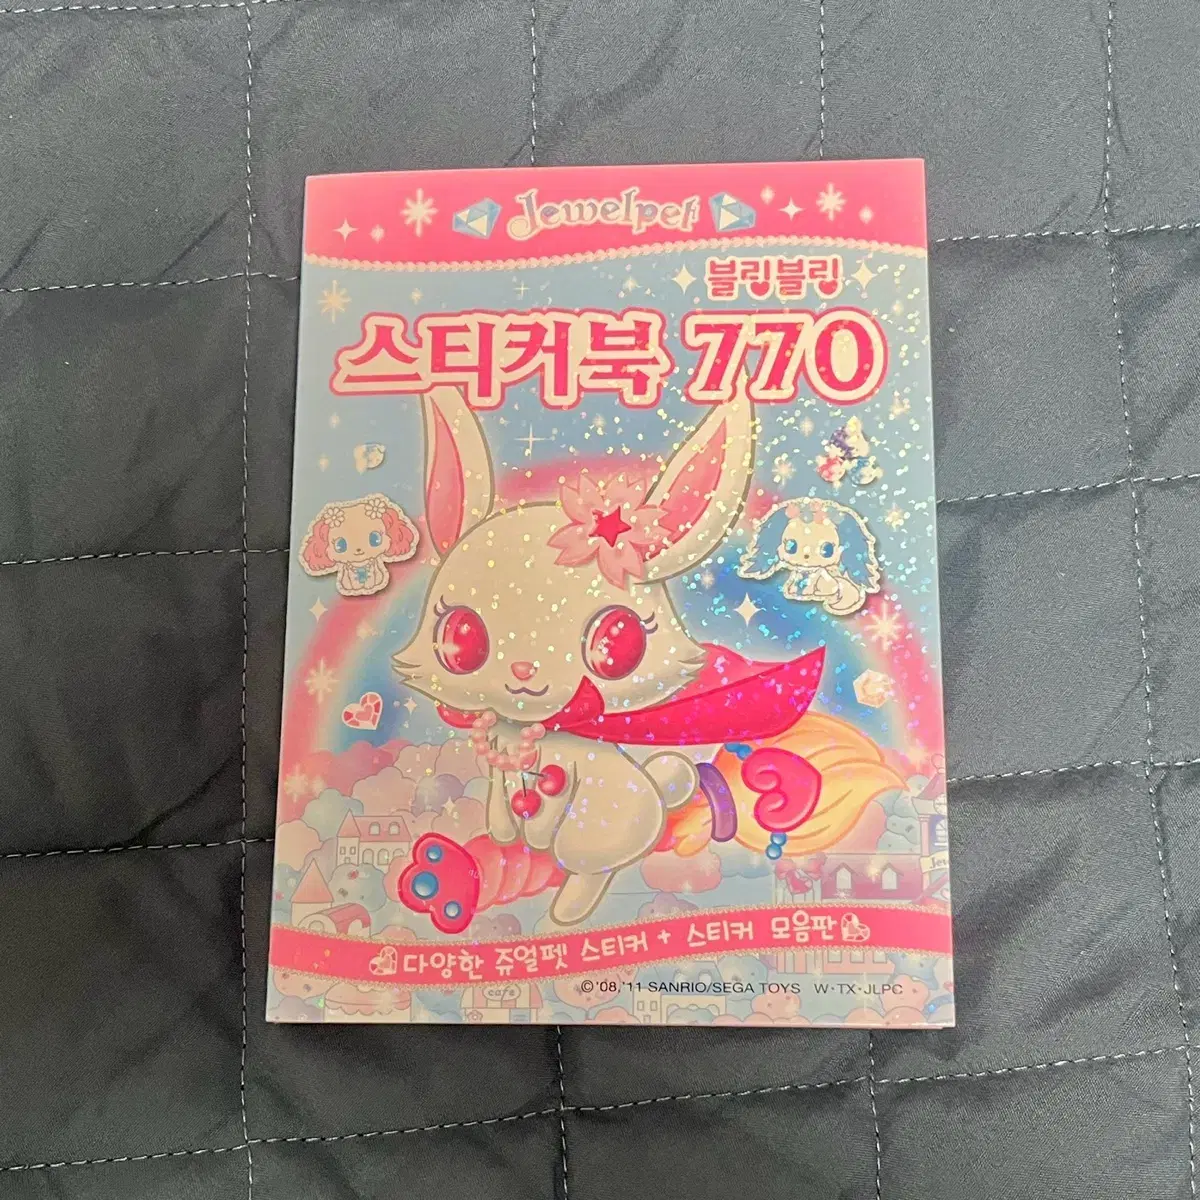 Jewelpet
블링블링
스티커북 770
다양한 쥬얼펫 스티커 + 스티커 모음판
©'08,'11 SANRIO/SEGA TOYS W·TX·JLPC
cafe